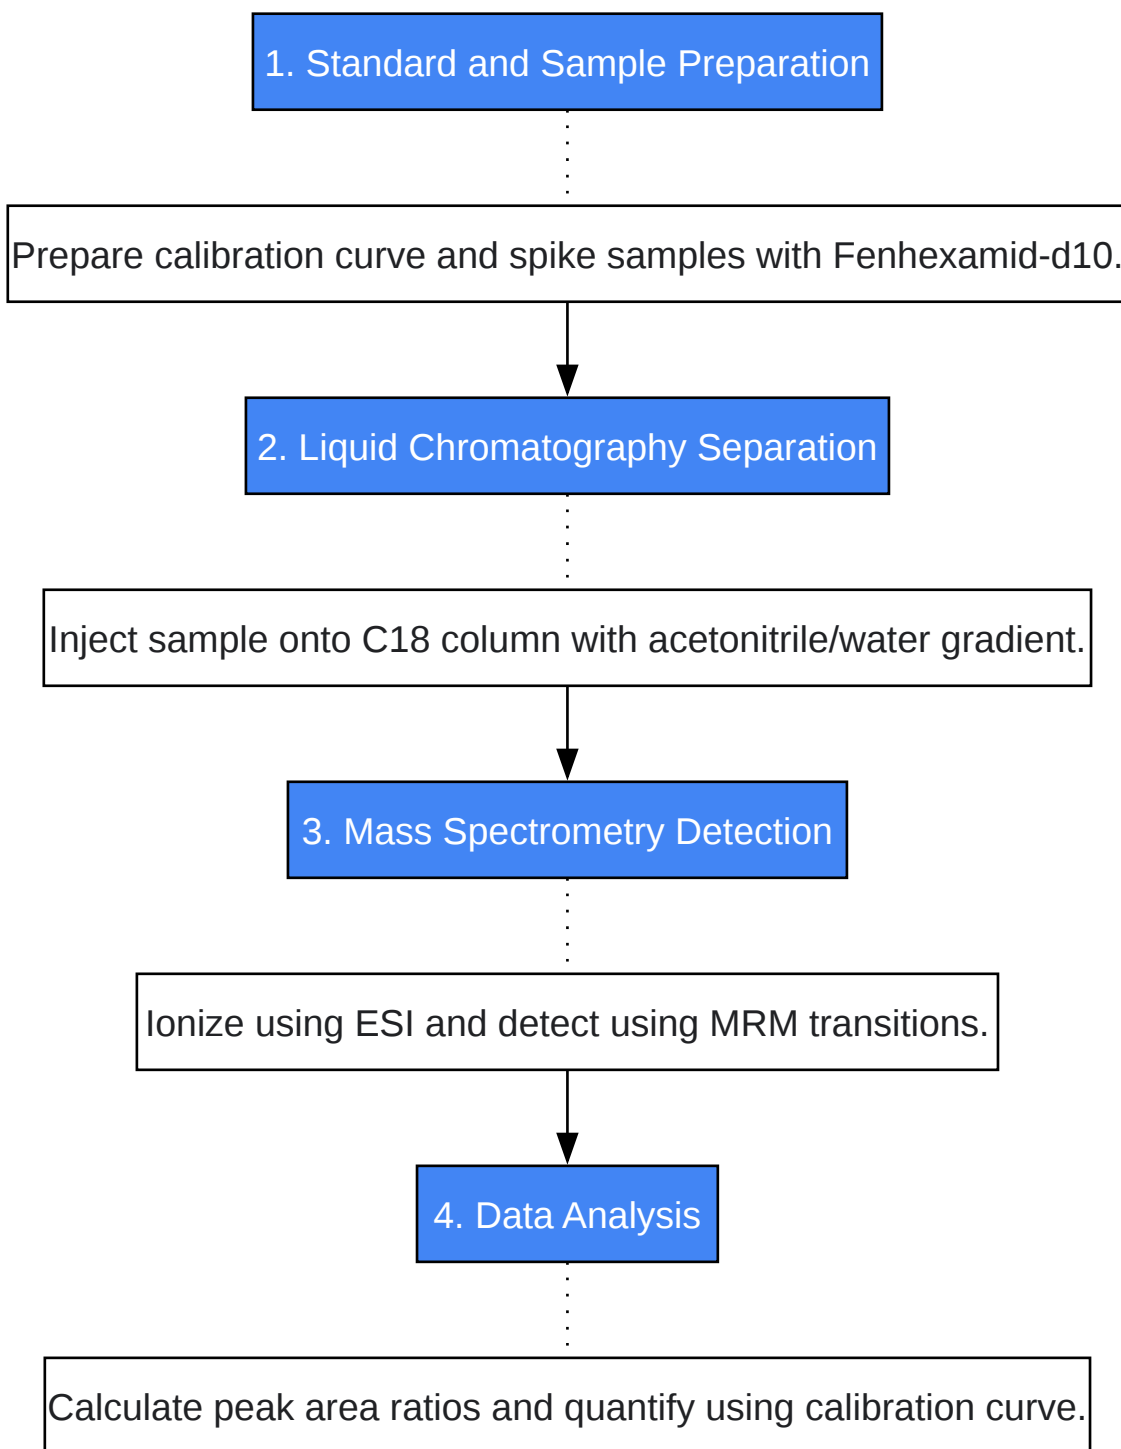 1. Standard and Sample Preparation
Prepare calibration curve and spike samples with Fenhexamid-d10.
2. Liquid Chromatography Separation
Inject sample onto C18 column with acetonitrile/water gradient.
3. Mass Spectrometry Detection
Ionize using ESI and detect using MRM transitions.
4. Data Analysis
Calculate peak area ratios and quantify using calibration curve.